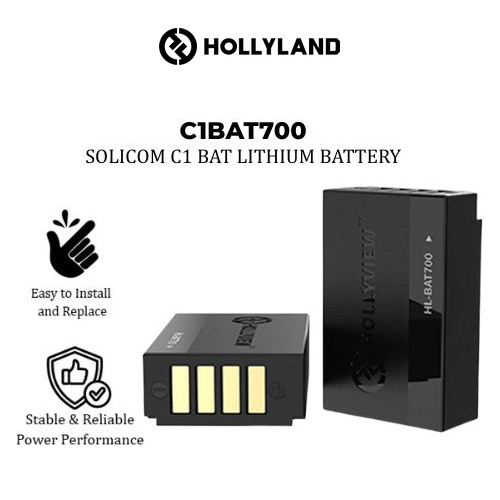 HOLLYLAND
C1BAT700
SOLICOM C1 BAT LITHIUM BATTERY
Easy to Install
and Replace
Stable & Reliable
Power Performance
HOLLYVIEW
HL-BAT700